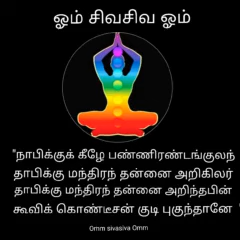 ஓம் சிவசிவ ஓம்
"நாபிக்குக் கீழே பண்ணிரண்டங்குலந்
தாபிக்கு மந்திரந் தன்னை அறிகிலர்
தாபிக்கு மந்திரந் தன்னை அறிந்தபின்
கூவிக் கொண்டீசன் குடி புகுந்தானே "
Omm sivasiva Omm